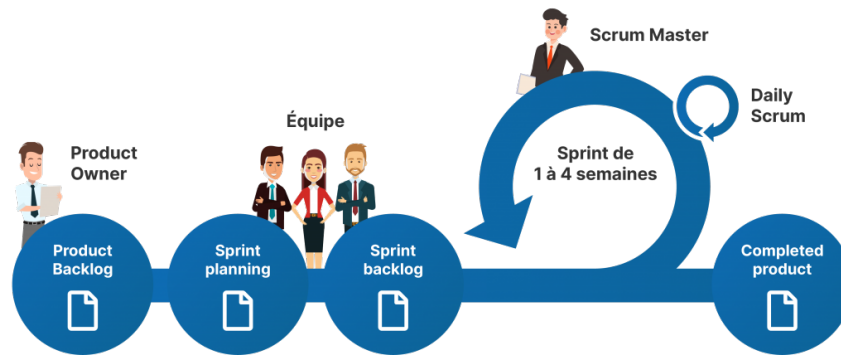 Scrum Master
Daily
Scrum
Équipe
Product
Owner
Sprint de
1 à 4 semaines
Product
Backlog
Sprint
planning
Sprint
backlog
Completed
product